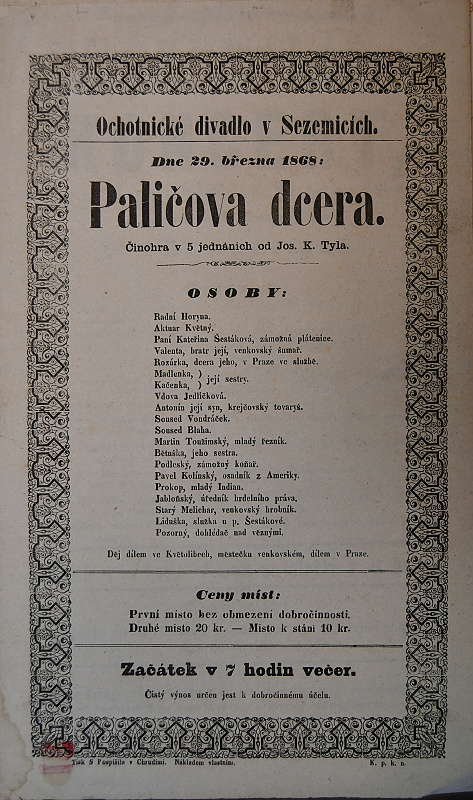 Ochotnické divadlo v Sezemicích.
Dne 29. března 1868:
Paličova dcera.
Činohra v 5 jednáních od Jos. K. Tyla.
OSOBY:
Radní Horyna.
Aktuar Květný.
Paní Kateřina Šestáková, zámožná plátenice.
Valenta, bratr její, venkovský šumař.
Rozárka, dcera jeho, v Praze ve službě.
Madlenka, )
Kačenka, ) její sestry.
Vdova Jedličková.
Antonín její syn, krejčovský tovaryš.
Soused Vondráček.
Soused Blaha.
Martin Toužimský, mladý řezník.
Bětuška, jeho sestra.
Podleský, zámožný koňař.
Pavel Kolínský, osadník z Ameriky.
Prokop, mladý Indian.
Jabloňský, úředník hrdelního práva.
Starý Melichar, venkovský hrobník.
Liduška, služka u p. Šestákové.
Pozorný, dohlédač nad vězními.
Děj dílem ve Květolibech, městečku venkovském, dílem v Praze.
Ceny míst:
První místo bez obmezení dobročinnosti.
Druhé místo 20 kr. — Místo k stání 10 kr.
Začátek v 7 hodin večer.
Čistý výnos určen jest k dobročinnému účelu.
Tisk S Pospíšila v Chrudimi. Nákladem vlastním. K. p. k. n.